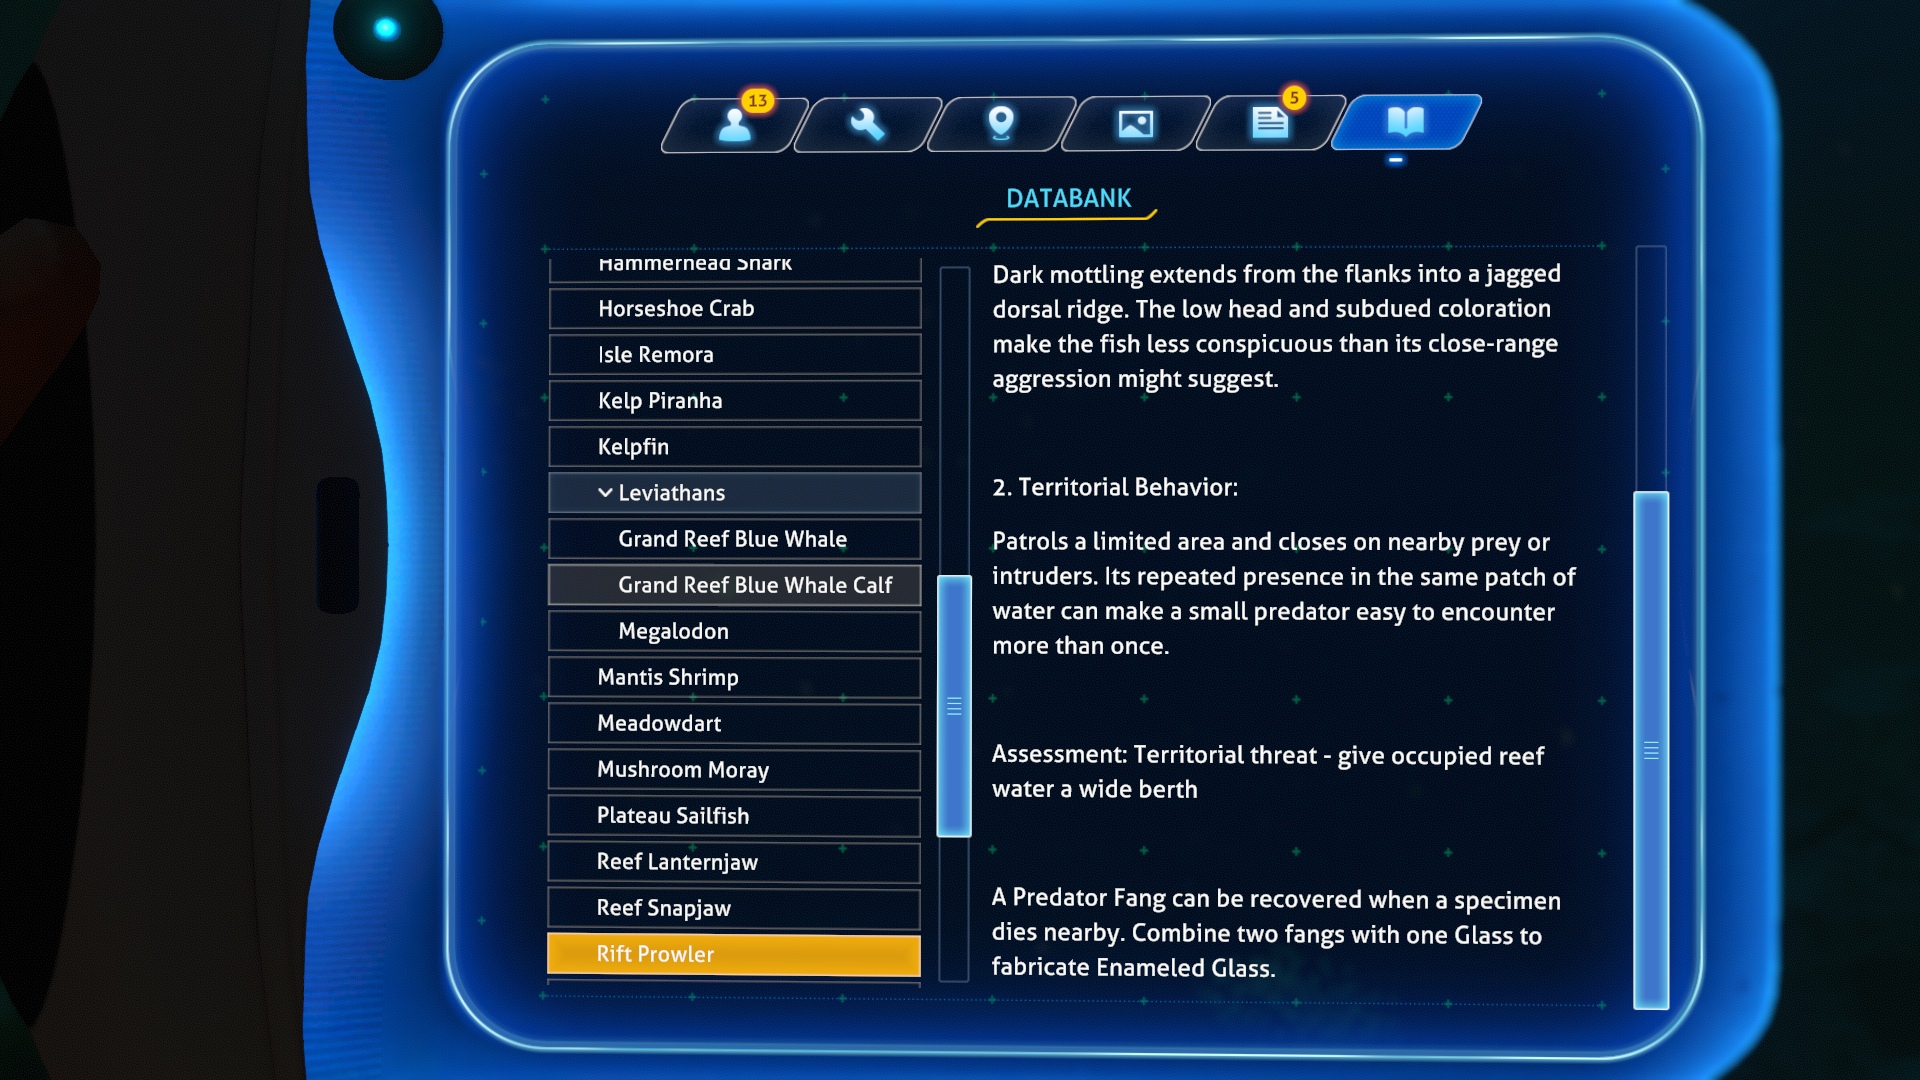 13
5
DATABANK
Hammerhead Shark
Horseshoe Crab
Isle Remora
Kelp Piranha
Kelpfin
Leviathans
Grand Reef Blue Whale
Grand Reef Blue Whale Calf
Megalodon
Mantis Shrimp
Meadowdart
Mushroom Moray
Plateau Sailfish
Reef Lanternjaw
Reef Snapjaw
Rift Prowler
Dark mottling extends from the flanks into a jagged
dorsal ridge. The low head and subdued coloration
make the fish less conspicuous than its close-range
aggression might suggest.
2. Territorial Behavior:
Patrols a limited area and closes on nearby prey or
intruders. Its repeated presence in the same patch of
water can make a small predator easy to encounter
more than once.
Assessment: Territorial threat - give occupied reef
water a wide berth
A Predator Fang can be recovered when a specimen
dies nearby. Combine two fangs with one Glass to
fabricate Enameled Glass.